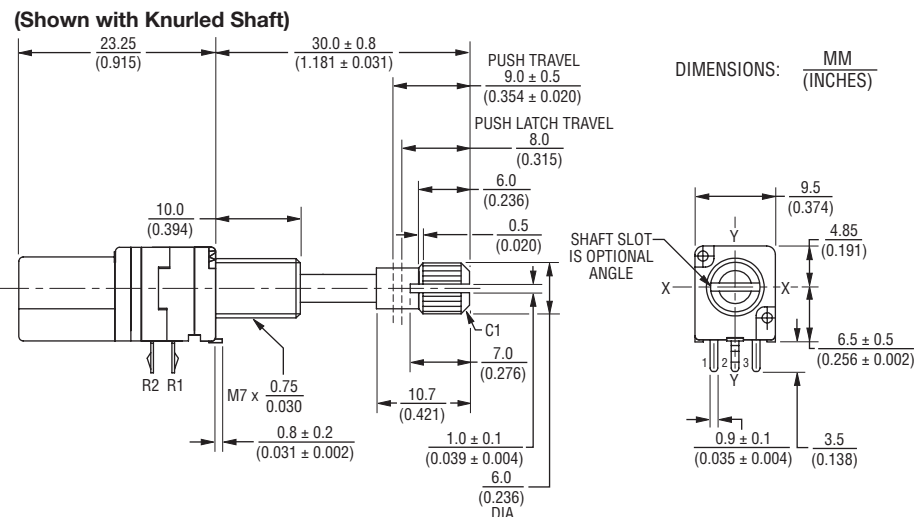 (Shown with Knurled Shaft)
23.25
(0.915)
30.0 ± 0.8
(1.181 ± 0.031)
PUSH TRAVEL
9.0 ± 0.5
(0.354 ± 0.020)
PUSH LATCH TRAVEL
8.0
(0.315)
6.0
(0.236)
0.5
(0.020)
10.0
(0.394)
C1
7.0
(0.276)
10.7
(0.421)
R2 R1
M7 x 0.75
0.030
0.8 ± 0.2
(0.031 ± 0.002)
1.0 ± 0.1
(0.039 ± 0.004)
6.0
(0.236)
DIA
DIMENSIONS: MM
(INCHES)
9.5
(0.374)
4.85
(0.191)
SHAFT SLOT
IS OPTIONAL
ANGLE
Y
X X
6.5 ± 0.5
(0.256 ± 0.002)
1 2 3
Y
0.9 ± 0.1
(0.035 ± 0.004)
3.5
(0.138)